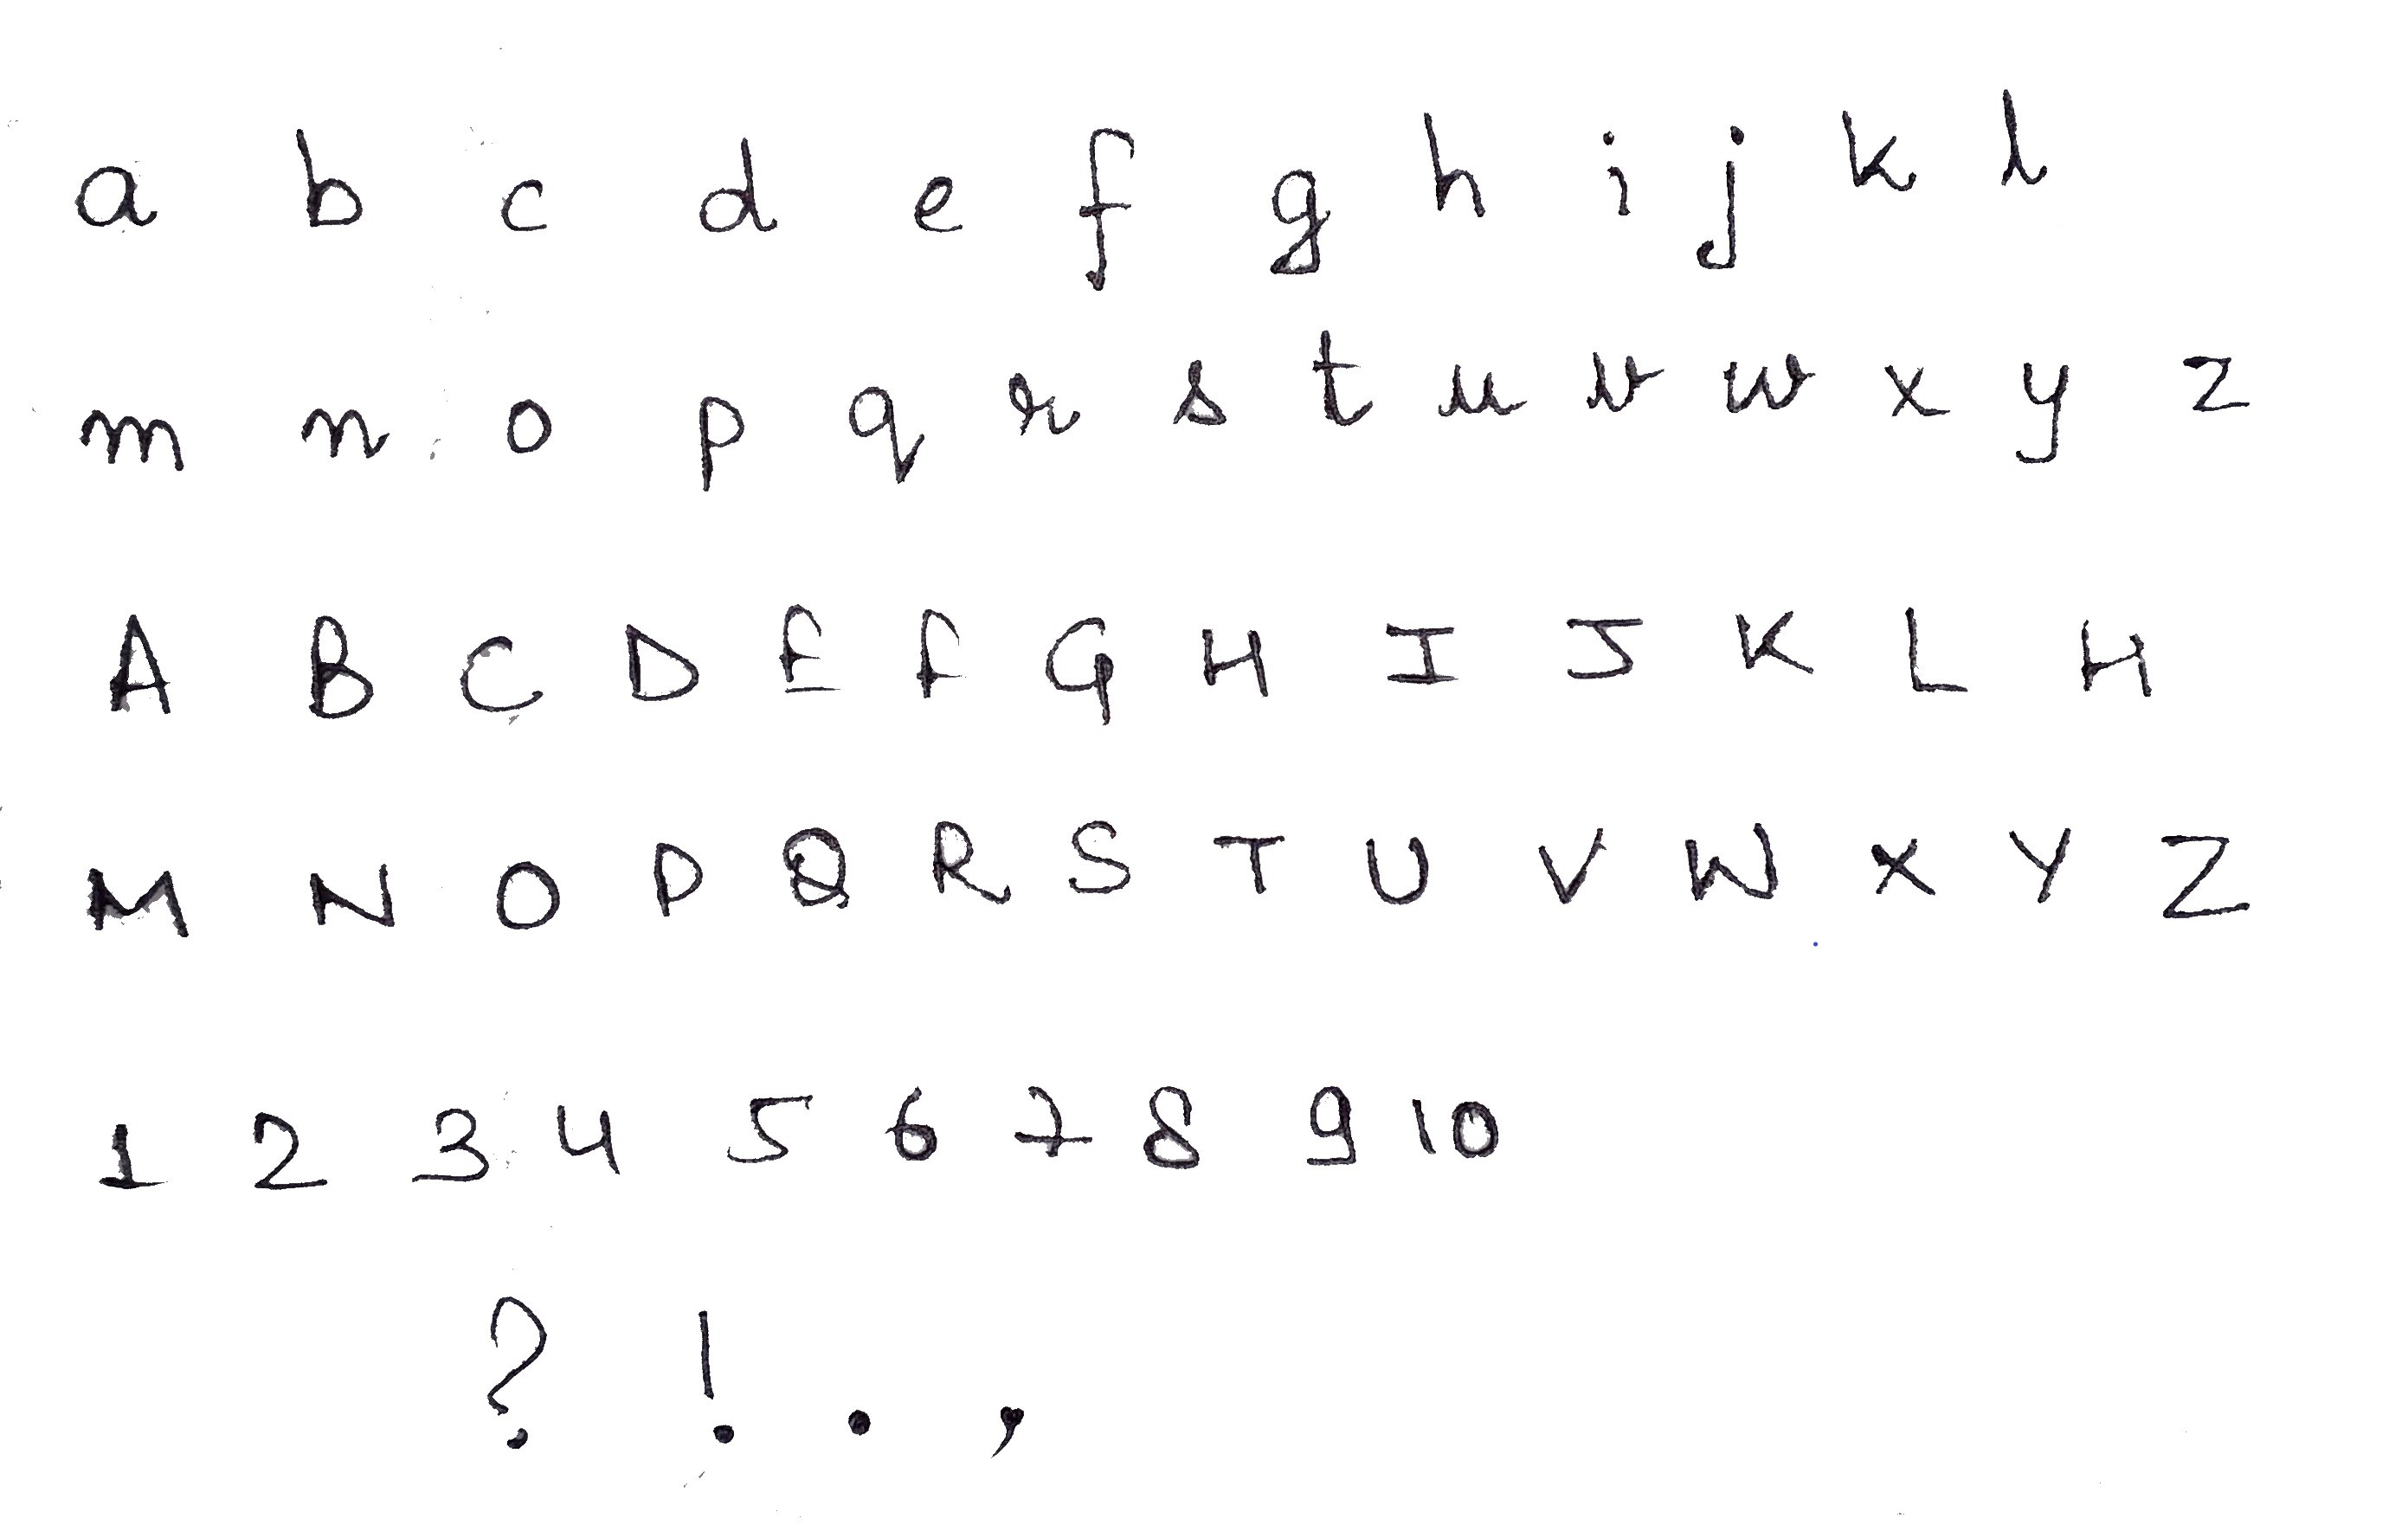 a b c d e f g h i j k l
m n o p q r s t u v w x y z
A B C D E F G H I J K L H
M N O P Q R S T U V W X Y Z
1 2 3 4 5 6 7 8 9 10
? ! . ,